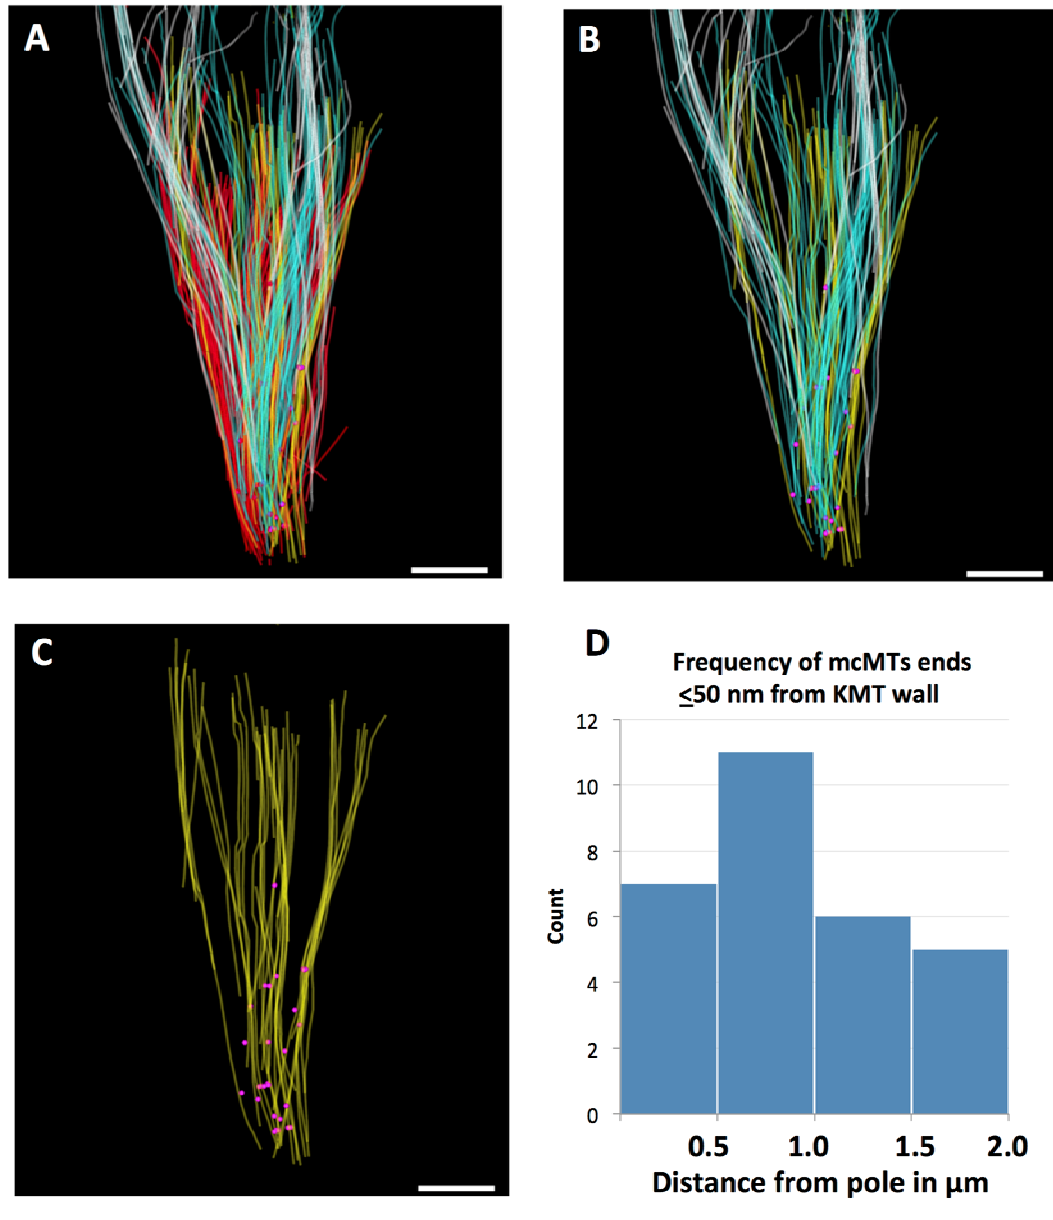 A
B
C
D
Frequency of mcMTs ends
≤50 nm from KMT wall
12
10
8
6
4
2
0
Count
0.5 1.0 1.5 2.0
Distance from pole in µm